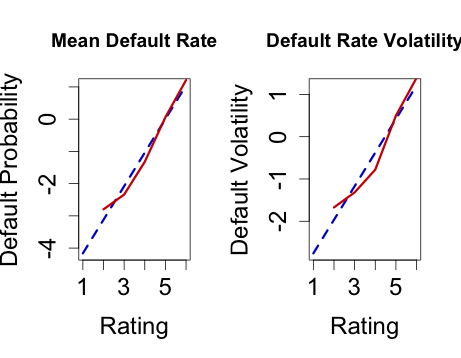 Mean Default Rate
Default Probability
0
-2
-4
1 3 5
Rating
Default Rate Volatility
Default Volatility
1
0
-1
-2
1 3 5
Rating